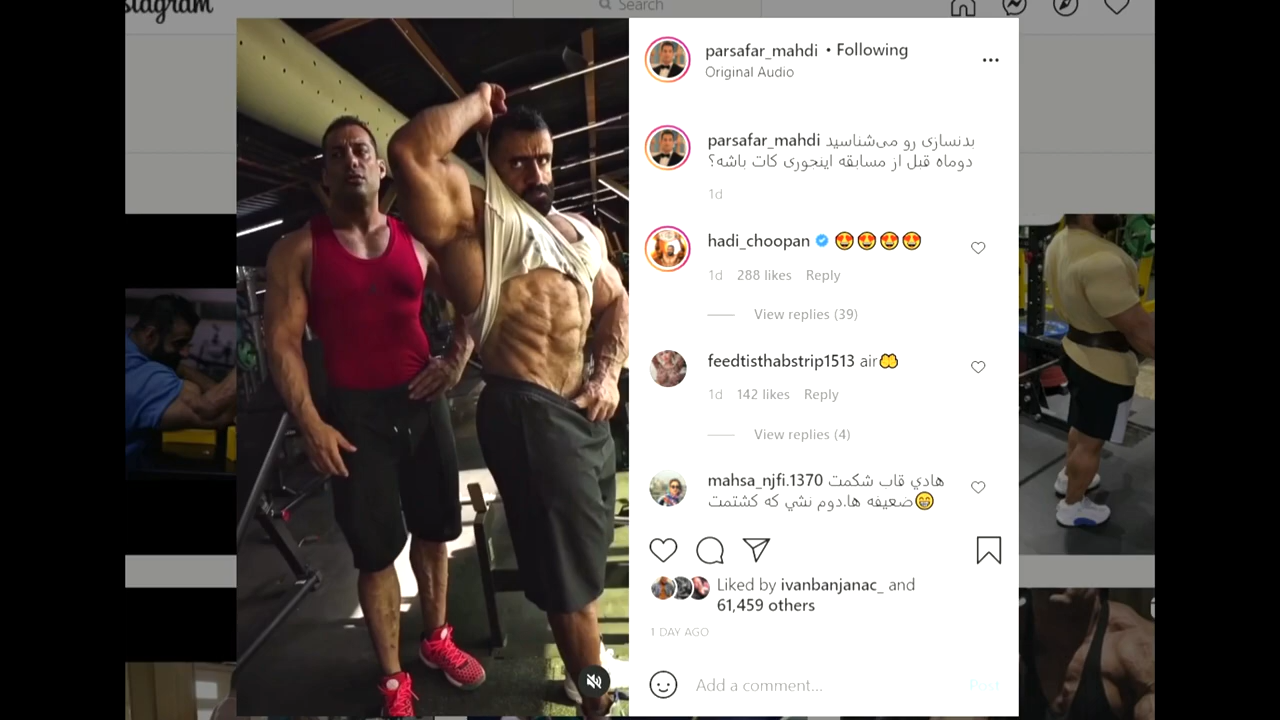 stagram
Search
parsafar_mahdi • Following
Original Audio
parsafar_mahdi بدنسازی رو می‌شناسید
دوماه قبل از مسابقه اینجوری کات باشه؟
1d
hadi_choopan 😍😍😍😍
1d 288 likes Reply
View replies (39)
feedtisthabstrip1513 air🤲
1d 142 likes Reply
View replies (4)
mahsa_njfi.1370 هادي قاب شكمت
ضعيفه ها.دوم نشي كه كشتمت😁
Liked by ivanbanjanac_ and
61,459 others
1 DAY AGO
Add a comment...
Post